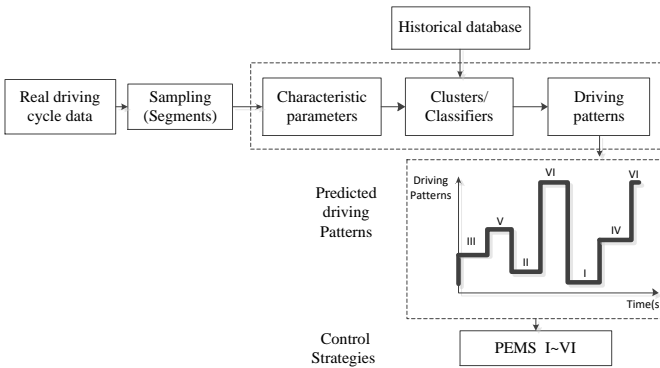 Historical database
Real driving
cycle data
Sampling
(Segments)
Characteristic
parameters
Clusters/
Classifiers
Driving
patterns
Predicted
driving
Patterns
Driving
Patterns
III
V
II
VI
I
IV
VI
Time(s
Control
Strategies
PEMS I~VI